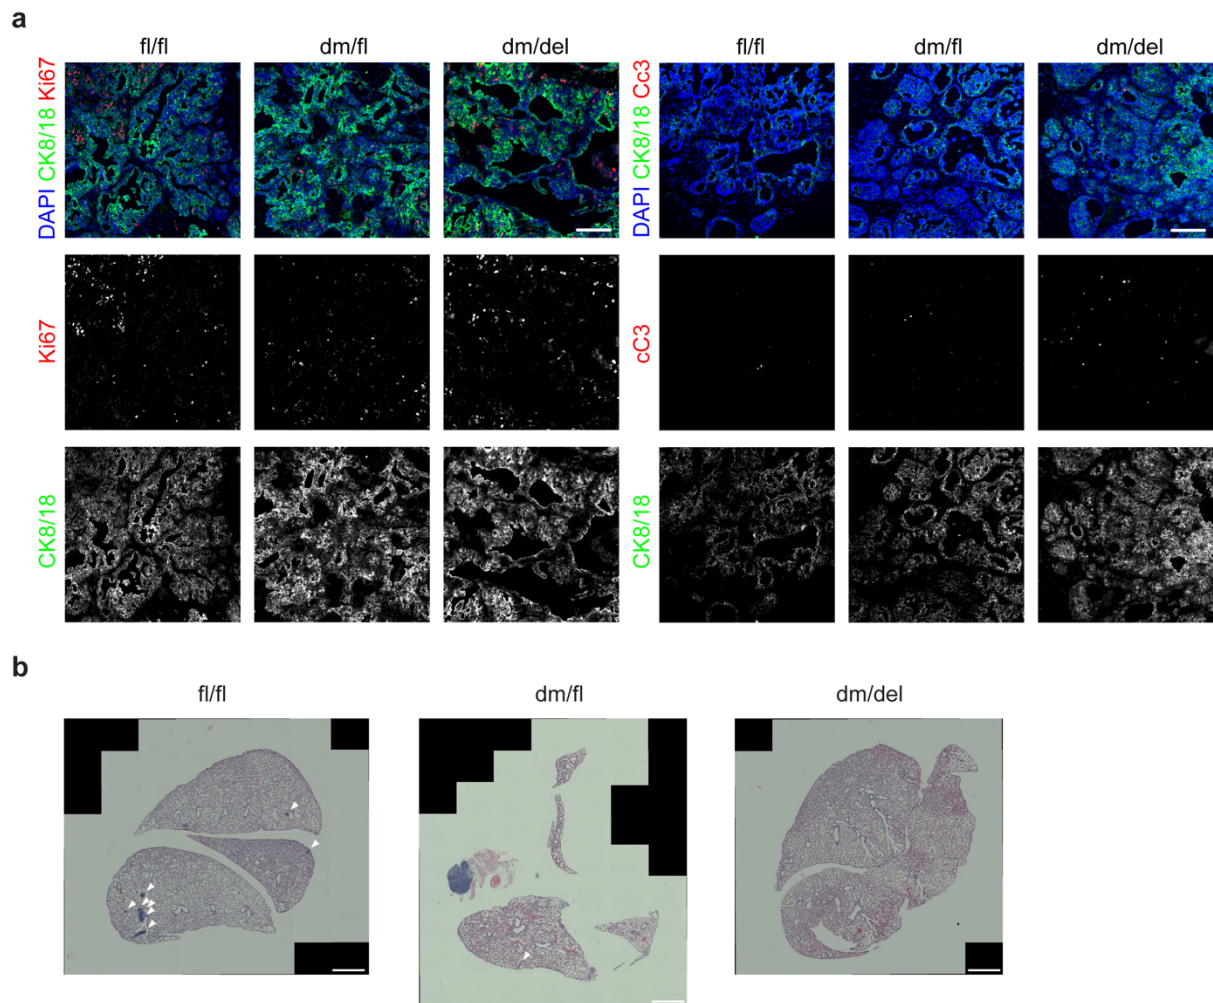 a
fl/fl dm/fl dm/del fl/fl dm/fl dm/del
DAPI CK8/18 Ki67
DAPI CK8/18 Cc3
Ki67
cC3
CK8/18
CK8/18
b
fl/fl dm/fl dm/del